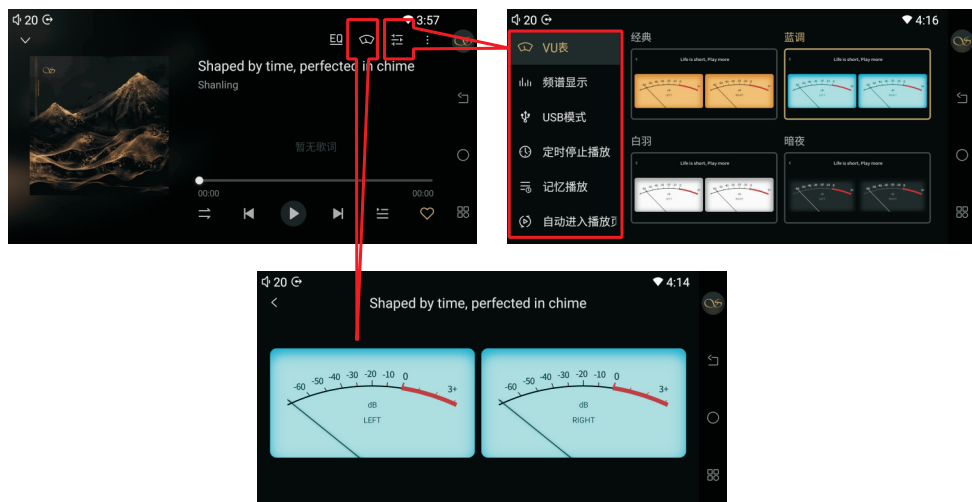 20 3:57
EQ
Shaped by time, perfected in chime
Shanling
暂无歌词
00:00 00:00
20 4:16
VU表
频谱显示
USB模式
定时停止播放
记忆播放
自动进入播放
经典
Life is short, Play more
LEFT RIGHT
蓝调
Life is short, Play more
LEFT RIGHT
白羽
Life is short, Play more
暗夜
Life is short, Play more
20 4:14
Shaped by time, perfected in chime
-60 -50 -40 -30 -20 -10 0 3+
dB
LEFT
-60 -50 -40 -30 -20 -10 0 3+
dB
RIGHT